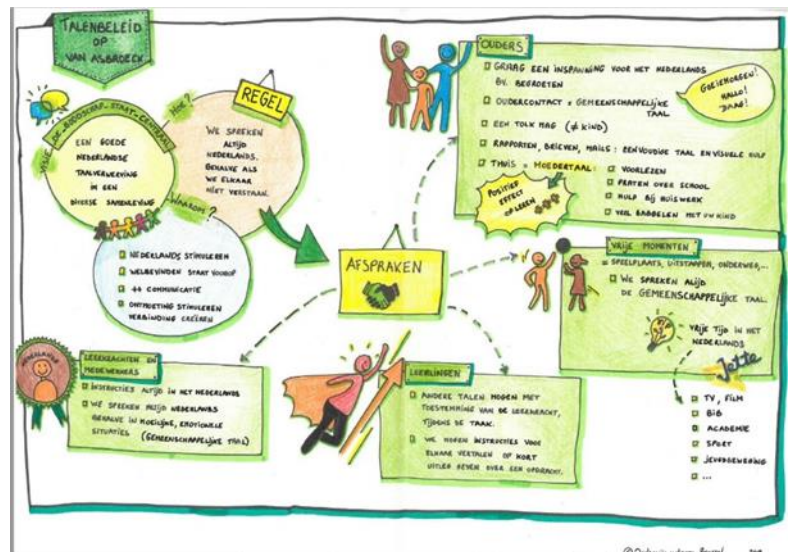 TALENBELEID
OP
VAN ASBROECK
VISIE
DE BOODSCHAP START CENTRAAL
EEN GOEDE
NEDERLANDSE
TAALVERWERVING
IN EEN
DIVERSE SAMENLEVING
HOE?
REGEL
WE SPREKEN
ALTIJD
NEDERLANDS.
BEHALVE ALS
WE ELKAAR
NIET VERSTAAN.
WAAROM?
NEDERLANDS STIMULEREN
WELBEVINDEN STAAT VOOROP
++ COMMUNICATIE
ONTMOETING STIMULEREN
VERBINDING CREËREN
AFSPRAKEN
OUDERS
GRAAG EEN INSPANNING VOOR HET NEDERLANDS
BV. BEGROETEN
GOEIEMORGEN!
HALLO!
DAAG!
OUDERCONTACT = GEMEENSCHAPPELIJKE
TAAL
EEN TOLK MAG (≠ KIND)
RAPPORTEN, BRIEVEN, MAILS: EENVOUDIGE TAAL EN VISUELE HULP
THUIS = MOEDERTAAL:
VOORLEZEN
PRATEN OVER SCHOOL
HULP BIJ HUISWERK
VEEL BABBELEN MET UW KIND
POSITIEF
EFFECT
OP LEREN +++
VRIJE MOMENTEN
= SPEELPLAATS, UITSTAPPEN, ONDERWEG,...
WE SPREKEN ALTIJD
DE GEMEENSCHAPPELIJKE TAAL.
VRIJE TIJD IN HET
NEDERLANDS
Jette
TV, FILM
BIB
ACADEMIE
SPORT
JEUGDBEWEGING
...
LEERKRACHTEN EN
MEDEWERKERS
INSTRUCTIES ALTIJD IN HET NEDERLANDS
WE SPREKEN ALTIJD NEDERLANDS
BEHALVE IN MOEILIJKE, EMOTIONELE
SITUATIES (GEMEENSCHAPPELIJKE TAAL)
LEERLINGEN
ANDERE TALEN MOGEN MET
TOESTEMMING VAN DE LEERKRACHT,
TIJDENS DE TAAK.
WE MOGEN INSTRUCTIES VOOR
ELKAAR VERTALEN OF KORT
UITLEG GEVEN OVER EEN OPDRACHT.